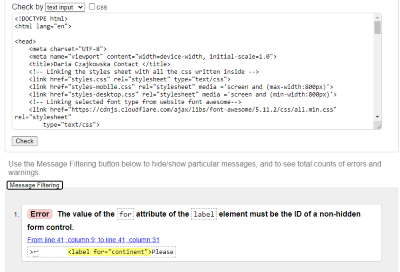 Check by text input css
<!DOCTYPE html>
<html lang="en">
<head>
<meta charset="UTF-8">
<meta name="viewport" content="width=device-width, initial-scale=1.0">
<title>Daria Czajkowska Contact </title>
<!-- Linking the styles sheet with all the css written inside -->
<link href="styles.css" rel="stylesheet" type="text/css">
<link href="styles-mobile.css" rel="stylesheet" media ='screen and (max-width:800px)'>
<link href="styles-desktop.css" rel="stylesheet" media ='screen and (min-width:800px)'>
<!-- Linking selected font type from website font awesome-->
<link href="https://cdnjs.cloudflare.com/ajax/libs/font-awesome/5.11.2/css/all.min.css"
rel="stylesheet"
type="text/css">
Check
Use the Message Filtering button below to hide/show particular messages, and to see total counts of errors and
warnings.
Message Filtering
1. Error The value of the for attribute of the label element must be the ID of a non-hidden
form control.
From line 41, column 9; to line 41, column 31
>↩ <label for="continent">Please